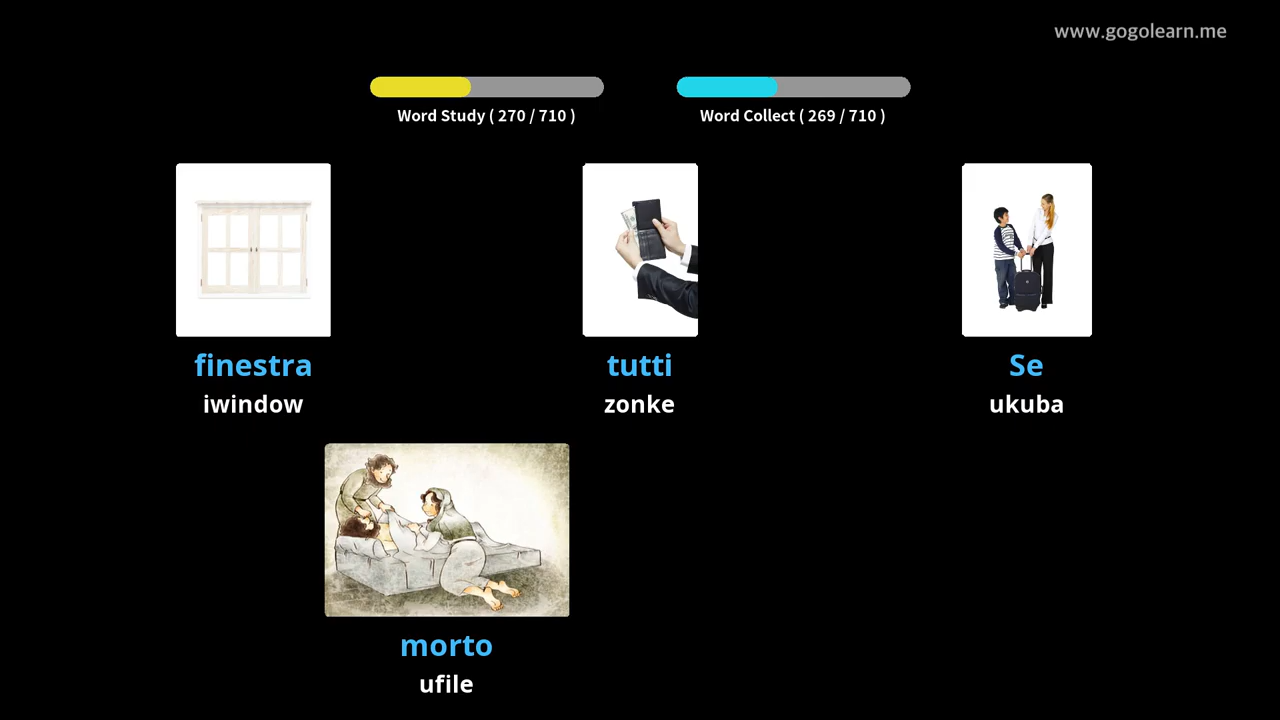 www.gogolearn.me
Word Study ( 270 / 710 )
Word Collect ( 269 / 710 )
finestra
iwindow
tutti
zonke
Se
ukuba
morto
ufile